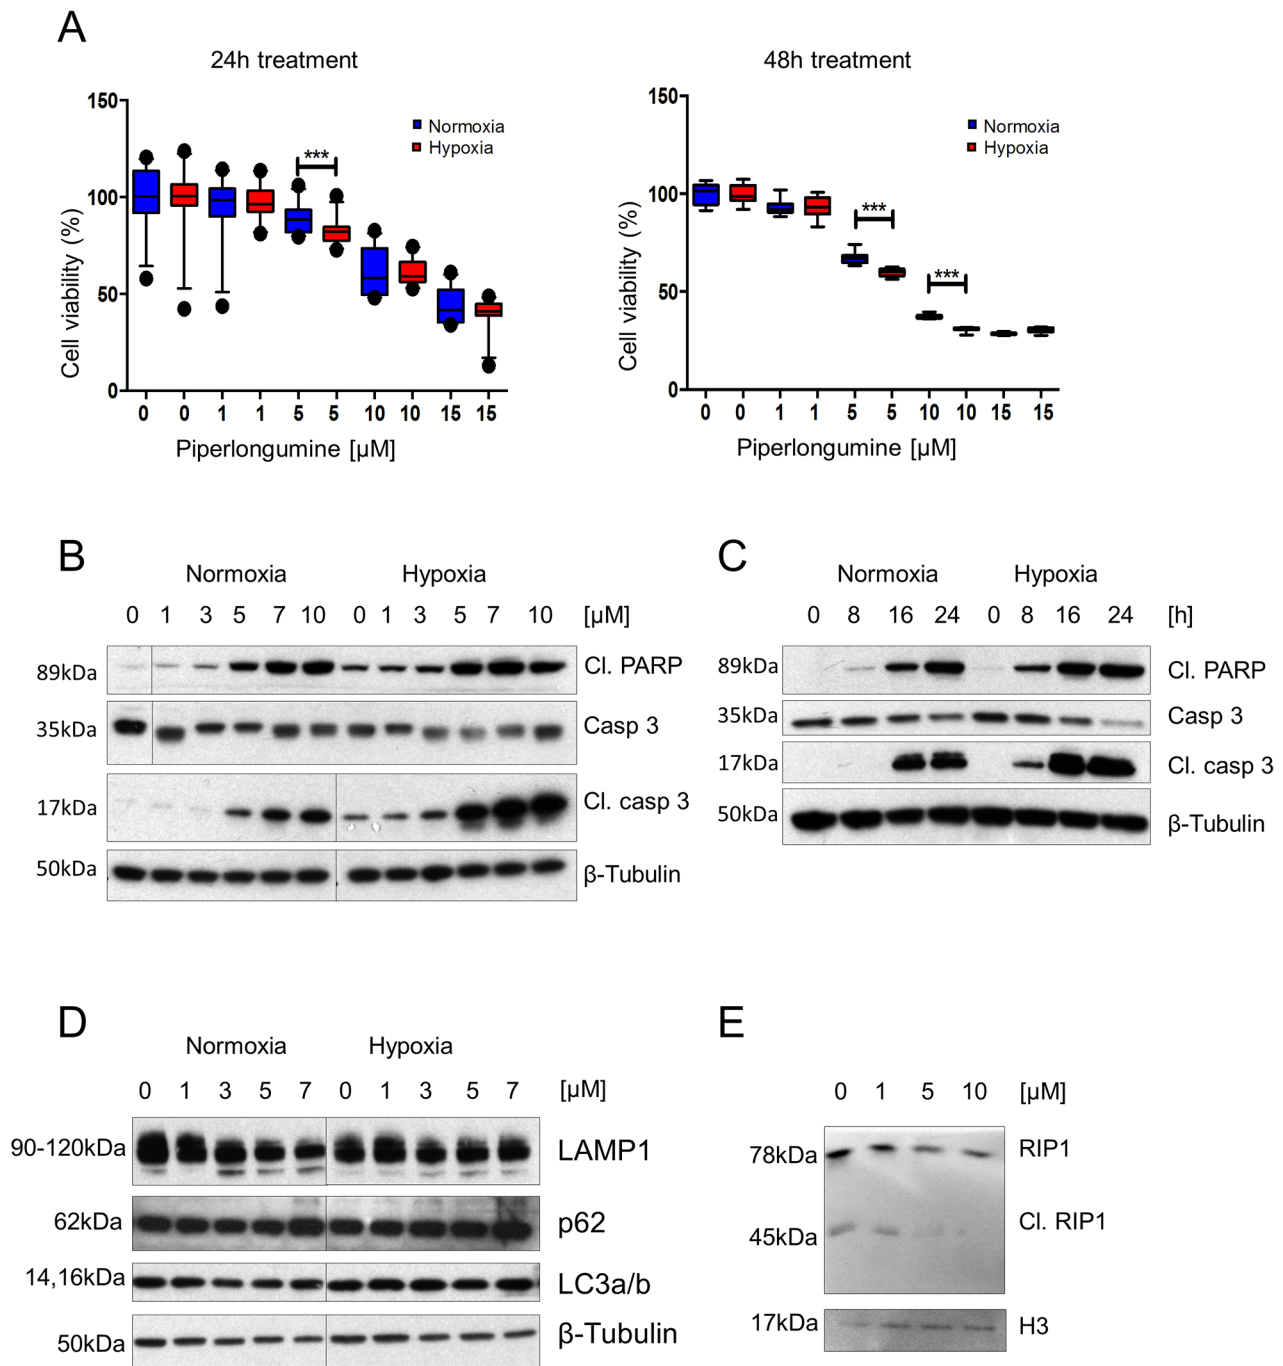 A
24h treatment
150
100
50
0
Cell viability (%)
Normoxia
Hypoxia
***
0 0 1 1 5 5 10 10 15 15
Piperlongumine [µM]
48h treatment
150
100
50
0
Cell viability (%)
Normoxia
Hypoxia
***
***
0 0 1 1 5 5 10 10 15 15
Piperlongumine [µM]
B
Normoxia Hypoxia
0 1 3 5 7 10 0 1 3 5 7 10 [µM]
89kDa Cl. PARP
35kDa Casp 3
17kDa Cl. casp 3
50kDa β-Tubulin
C
Normoxia Hypoxia
0 8 16 24 0 8 16 24 [h]
89kDa Cl. PARP
35kDa Casp 3
17kDa Cl. casp 3
50kDa β-Tubulin
D
Normoxia Hypoxia
0 1 3 5 7 0 1 3 5 7 [µM]
90-120kDa LAMP1
62kDa p62
14,16kDa LC3a/b
50kDa β-Tubulin
E
0 1 5 10 [µM]
78kDa RIP1
45kDa Cl. RIP1
17kDa H3